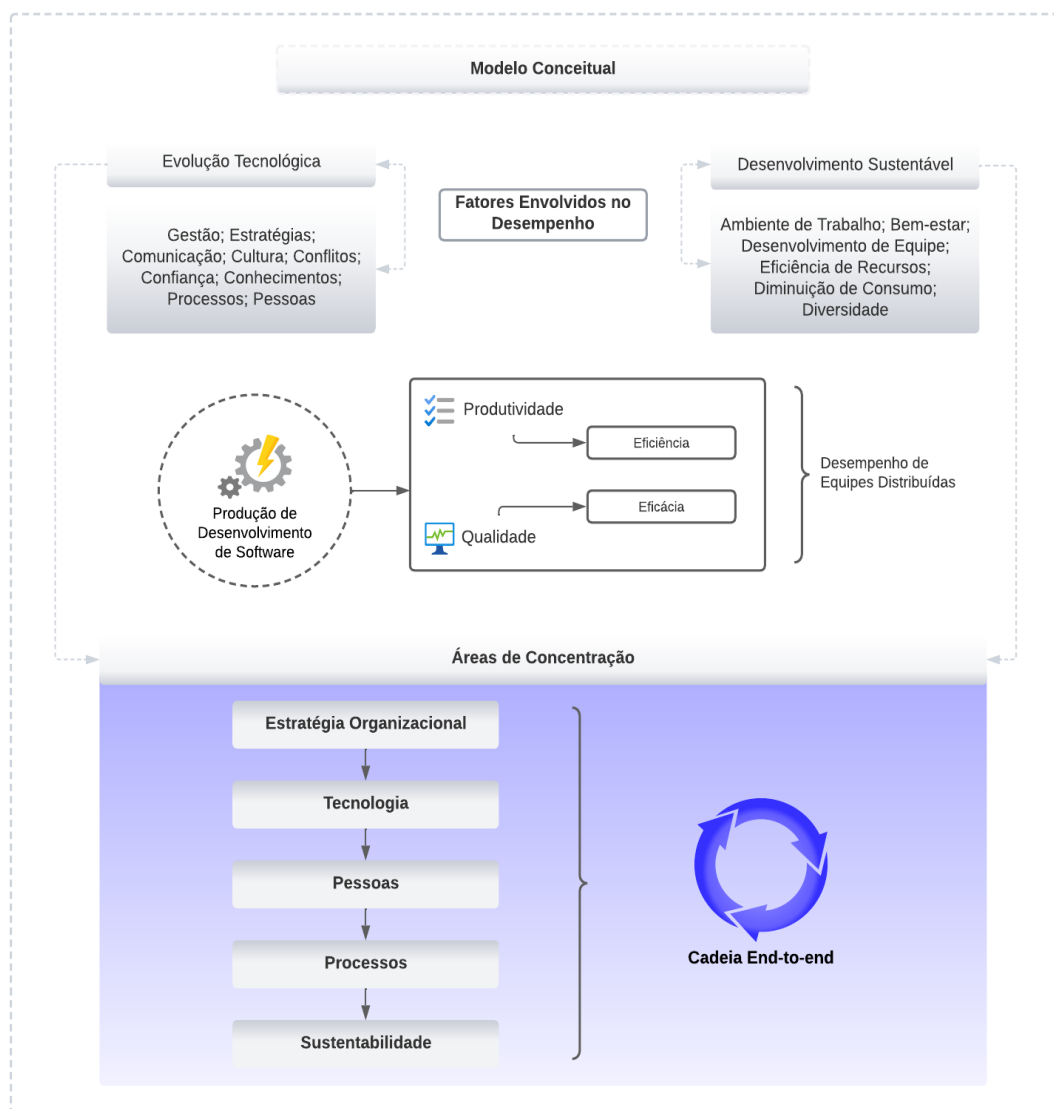 Modelo Conceitual
Evolução Tecnológica
Gestão; Estratégias;
Comunicação; Cultura; Conflitos;
Confiança; Conhecimentos;
Processos; Pessoas
Fatores Envolvidos no
Desempenho
Desenvolvimento Sustentável
Ambiente de Trabalho; Bem-estar;
Desenvolvimento de Equipe;
Eficiência de Recursos;
Diminuição de Consumo;
Diversidade
Produção de
Desenvolvimento
de Software
Produtividade
Eficiência
Eficácia
Qualidade
Desempenho de
Equipes Distribuídas
Áreas de Concentração
Estratégia Organizacional
Tecnologia
Pessoas
Processos
Sustentabilidade
Cadeia End-to-end